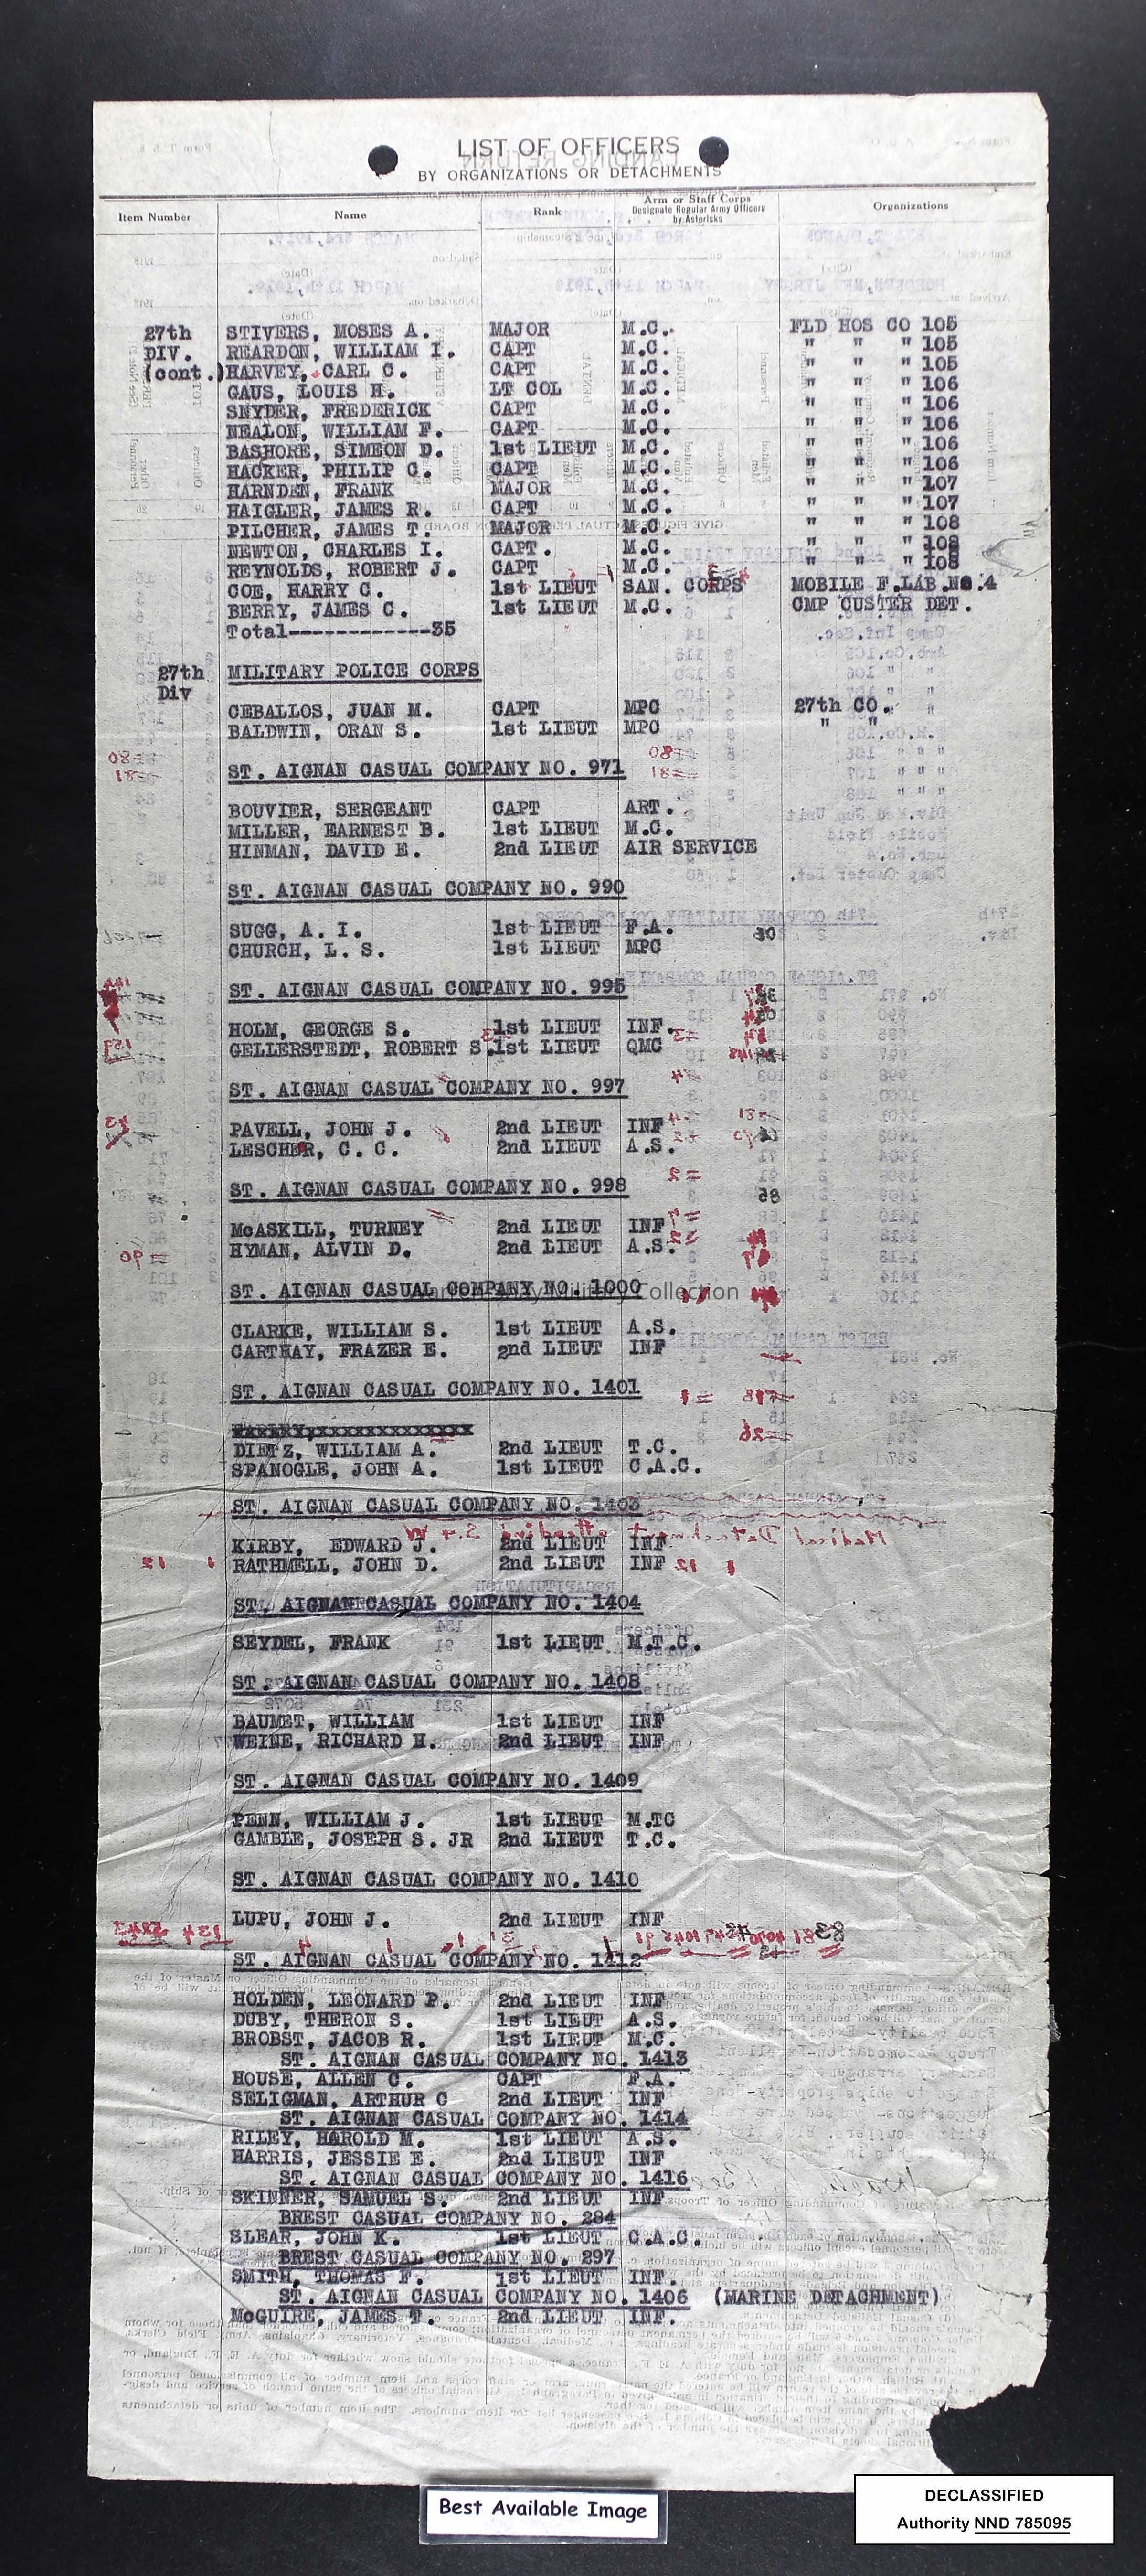 LIST OF OFFICERS
BY ORGANIZATIONS OR DETACHMENTS
Item Number Name Rank Arm or Staff Corps Designate Regular Army Officers by Asterisks Organizations
27th STIVERS, MOSES A. MAJOR M.C. FLD HOS CO 105
DIV. REARDON, WILLIAM I. CAPT M.C. " " " 105
(cont.) HARVEY, CARL C. CAPT M.C. " " " 105
GAUS, LOUIS H. LT COL M.C. " " " 106
SNYDER, FREDERICK CAPT M.C. " " " 106
NEALON, WILLIAM F. CAPT M.C. " " " 106
BASHORE, SIMEON D. 1st LIEUT M.C. " " " 106
HACKER, PHILIP C. CAPT M.C. " " " 106
HARNDEN, FRANK MAJOR M.C. " " " 107
HAIGLER, JAMES R. CAPT M.C. " " " 107
PILCHER, JAMES T. MAJOR M.C. " " " 108
NEWTON, CHARLES I. CAPT. M.C. " " " 108
REYNOLDS, ROBERT J. CAPT M.C. " " " 108
COE, HARRY C. 1st LIEUT SAN. CORPS MOBILE F.LAB.No.4
BERRY, JAMES C. 1st LIEUT M.C. CMP CUSTER DET.
Total------------35
27th MILITARY POLICE CORPS
Div
CEBALLOS, JUAN M. CAPT MPC 27th CO.
BALDWIN, ORAN S. 1st LIEUT MPC " "
ST. AIGNAN CASUAL COMPANY NO. 971
BOUVIER, SERGEANT CAPT ART.
MILLER, EARNEST B. 1st LIEUT M.C.
HINMAN, DAVID E. 2nd LIEUT AIR SERVICE
ST. AIGNAN CASUAL COMPANY NO. 990
SUGG, A. I. 1st LIEUT F.A.
CHURCH, L. S. 1st LIEUT MPC
ST. AIGNAN CASUAL COMPANY NO. 995
HOLM, GEORGE S. 1st LIEUT INF.
GELLERSTEDT, ROBERT S. 1st LIEUT QMC
ST. AIGNAN CASUAL COMPANY NO. 997
PAVELL, JOHN J. 2nd LIEUT INF
LESCHER, C. C. 2nd LIEUT A.S.
ST. AIGNAN CASUAL COMPANY NO. 998
McASKILL, TURNEY 2nd LIEUT INF
HYMAN, ALVIN D. 2nd LIEUT A.S.
ST. AIGNAN CASUAL COMPANY NO. 1000
CLARKE, WILLIAM S. 1st LIEUT A.S.
CARTHAY, FRAZER E. 2nd LIEUT INF
ST. AIGNAN CASUAL COMPANY NO. 1401
DIETZ, WILLIAM A. 2nd LIEUT T.C.
SPANOGLE, JOHN A. 1st LIEUT C.A.C.
ST. AIGNAN CASUAL COMPANY NO. 1403
KIRBY, EDWARD J. 2nd LIEUT INF
RATHMELL, JOHN D. 2nd LIEUT INF
ST. AIGNAN CASUAL COMPANY NO. 1404
SEYDEL, FRANK 1st LIEUT M.T.C.
ST. AIGNAN CASUAL COMPANY NO. 1408
BAUMET, WILLIAM 1st LIEUT INF
WEINE, RICHARD H. 2nd LIEUT INF
ST. AIGNAN CASUAL COMPANY NO. 1409
PENN, WILLIAM J. 1st LIEUT M.TC
GAMBLE, JOSEPH S. JR 2nd LIEUT T.C.
ST. AIGNAN CASUAL COMPANY NO. 1410
LUPU, JOHN J. 2nd LIEUT INF
ST. AIGNAN CASUAL COMPANY NO. 1412
HOLDEN, LEONARD P. 2nd LIEUT INF
DUBY, THERON S. 1st LIEUT A.S.
BROBST, JACOB R. 1st LIEUT M.C.
ST. AIGNAN CASUAL COMPANY NO. 1413
HOUSE, ALLEN C. CAPT F.A.
SELIGMAN, ARTHUR C 2nd LIEUT INF
ST. AIGNAN CASUAL COMPANY NO. 1414
RILEY, HAROLD M. 1st LIEUT A.S.
HARRIS, JESSIE E. 2nd LIEUT INF
ST. AIGNAN CASUAL COMPANY NO. 1416
SKINNER, SAMUEL S. 2nd LIEUT INF
BREST CASUAL COMPANY NO. 284
SLEAR, JOHN K. 1st LIEUT C.A.C.
BREST CASUAL COMPANY NO. 297
SMITH, THOMAS F. 1st LIEUT INF
ST. AIGNAN CASUAL COMPANY NO. 1406 (MARINE DETACHMENT)
McGUIRE, JAMES T. 2nd LIEUT INF.
Best Available Image
DECLASSIFIED
Authority NND 785095